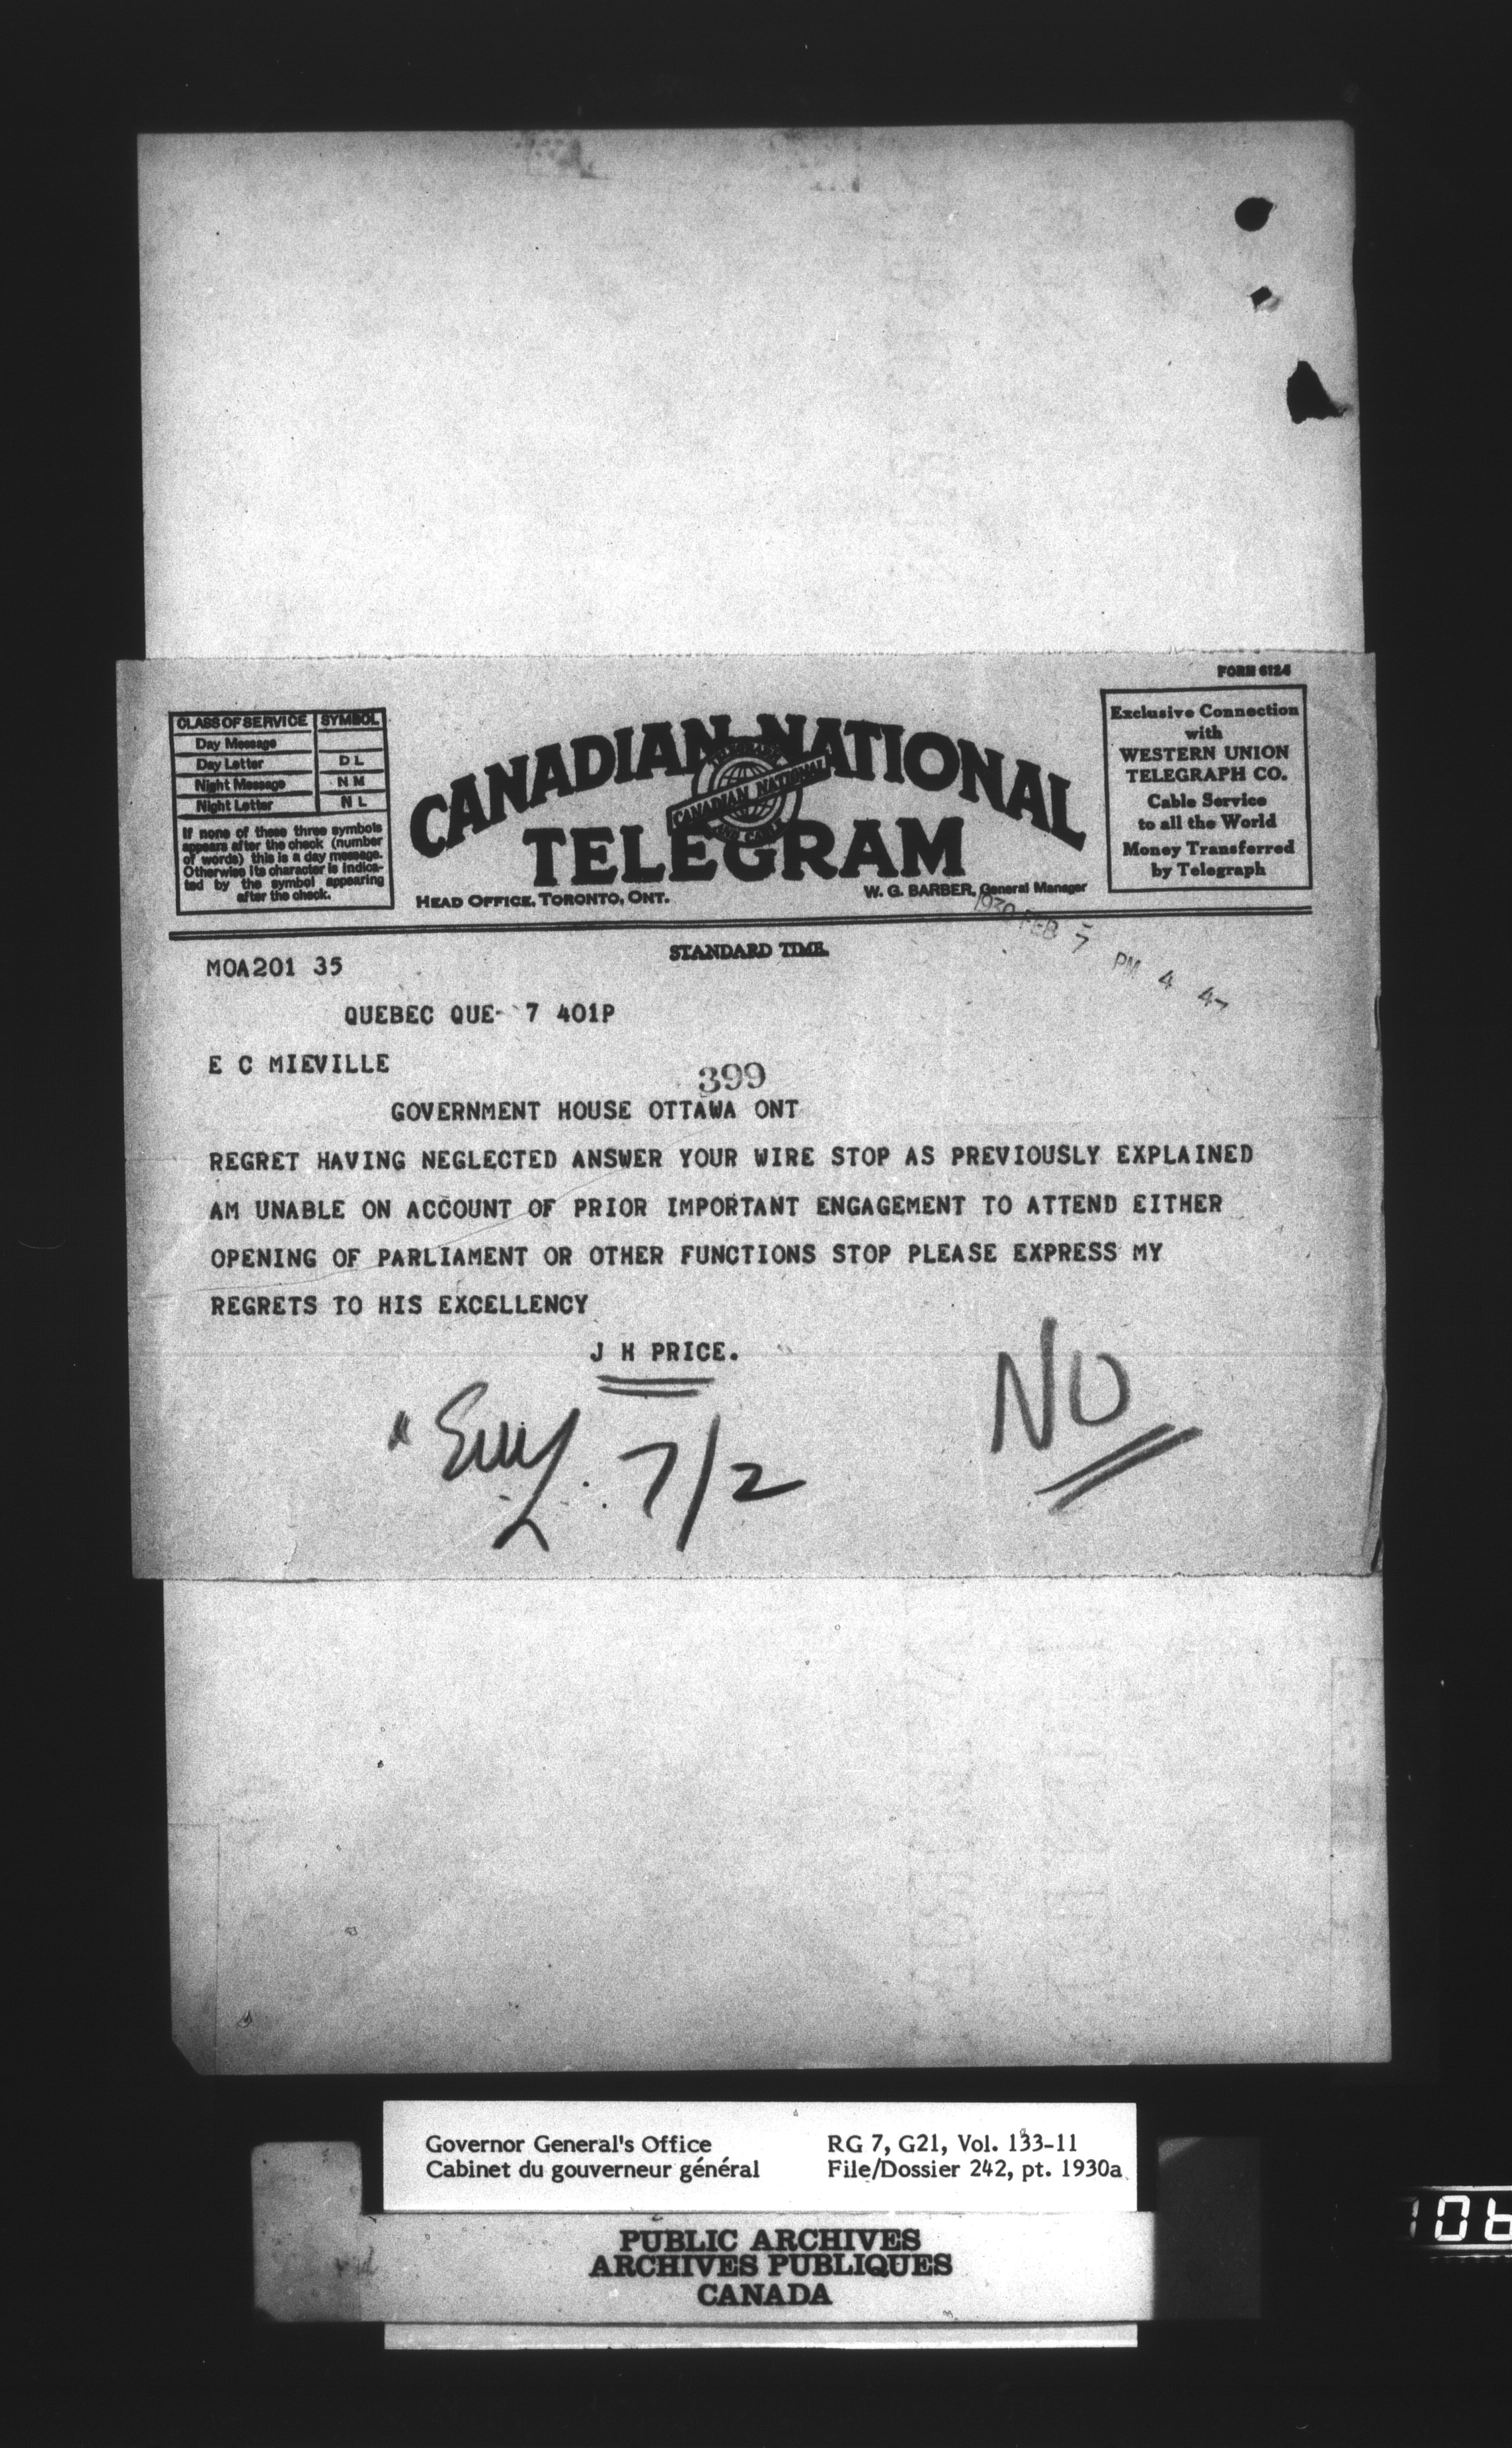 FORM 6124
CLASS OF SERVICE SYMBOL
Day Message
Day Letter D L
Night Message N M
Night Letter N L
If none of these three symbols
appears after the check (number
of words) this is a day message.
Otherwise its character is indica-
ted by the symbol appearing
after the check.
CANADIAN NATIONAL
TELEGRAM
CANADIAN NATIONAL
HEAD OFFICE, TORONTO, ONT.
W. G. BARBER, General Manager
Exclusive Connection
with
WESTERN UNION
TELEGRAPH CO.
Cable Service
to all the World
Money Transferred
by Telegraph
1930 FEB PM 4
STANDARD TIME
MOA201 35
QUEBEC QUE- 7 401P
E C MIEVILLE
399
GOVERNMENT HOUSE OTTAWA ONT
REGRET HAVING NEGLECTED ANSWER YOUR WIRE STOP AS PREVIOUSLY EXPLAINED
AM UNABLE ON ACCOUNT OF PRIOR IMPORTANT ENGAGEMENT TO ATTEND EITHER
OPENING OF PARLIAMENT OR OTHER FUNCTIONS STOP PLEASE EXPRESS MY
REGRETS TO HIS EXCELLENCY
J H PRICE.
7/2
NO
Governor General's Office
Cabinet du gouverneur général
RG 7, G21, Vol. 133-11
File/Dossier 242, pt. 1930a
PUBLIC ARCHIVES
ARCHIVES PUBLIQUES
CANADA